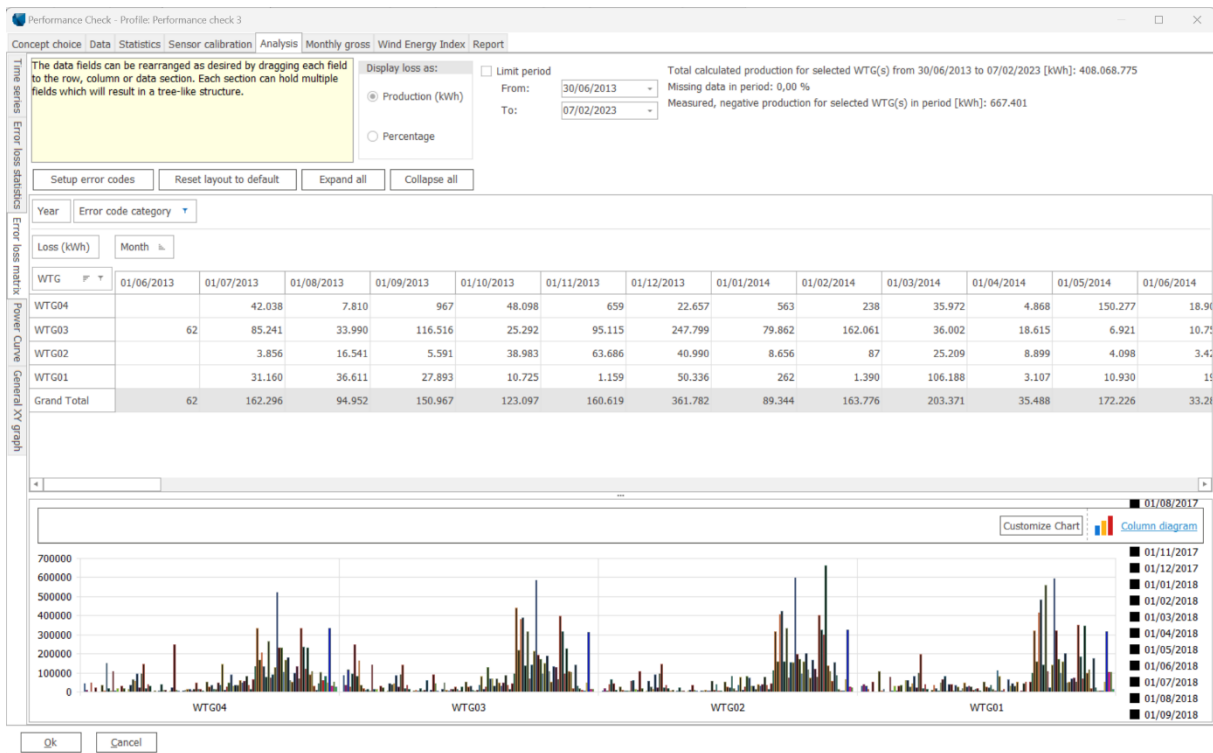 Performance Check - Profile: Performance check 3
Concept choice Data Statistics Sensor calibration Analysis Monthly gross Wind Energy Index Report
Time series
Error loss statistics
Error loss matrix
Power Curve
General XY graph
The data fields can be rearranged as desired by dragging each field
to the row, column or data section. Each section can hold multiple
fields which will result in a tree-like structure.
Display loss as:
Production (kWh)
Percentage
Limit period
From: 30/06/2013
To: 07/02/2023
Total calculated production for selected WTG(s) from 30/06/2013 to 07/02/2023 [kWh]: 408.068.775
Missing data in period: 0,00 %
Measured, negative production for selected WTG(s) in period [kWh]: 667.401
Setup error codes Reset layout to default Expand all Collapse all
Year Error code category
Loss (kWh) Month
WTG 01/06/2013 01/07/2013 01/08/2013 01/09/2013 01/10/2013 01/11/2013 01/12/2013 01/01/2014 01/02/2014 01/03/2014 01/04/2014 01/05/2014 01/06/2014
WTG04 42.038 7.810 967 48.098 659 22.657 563 238 35.972 4.868 150.277 18.90
WTG03 62 85.241 33.990 116.516 25.292 95.115 247.799 79.862 162.061 36.002 18.615 6.921 10.75
WTG02 3.856 16.541 5.591 38.983 63.686 40.990 8.656 87 25.209 8.899 4.098 3.42
WTG01 31.160 36.611 27.893 10.725 1.159 50.336 262 1.390 106.188 3.107 10.930 19
Grand Total 62 162.296 94.952 150.967 123.097 160.619 361.782 89.344 163.776 203.371 35.488 172.226 33.28
01/08/2017
Customize Chart Column diagram
01/11/2017
01/12/2017
01/01/2018
01/02/2018
01/03/2018
01/04/2018
01/05/2018
01/06/2018
01/07/2018
01/08/2018
01/09/2018
700000
600000
500000
400000
300000
200000
100000
0
WTG04 WTG03 WTG02 WTG01
Ok Cancel